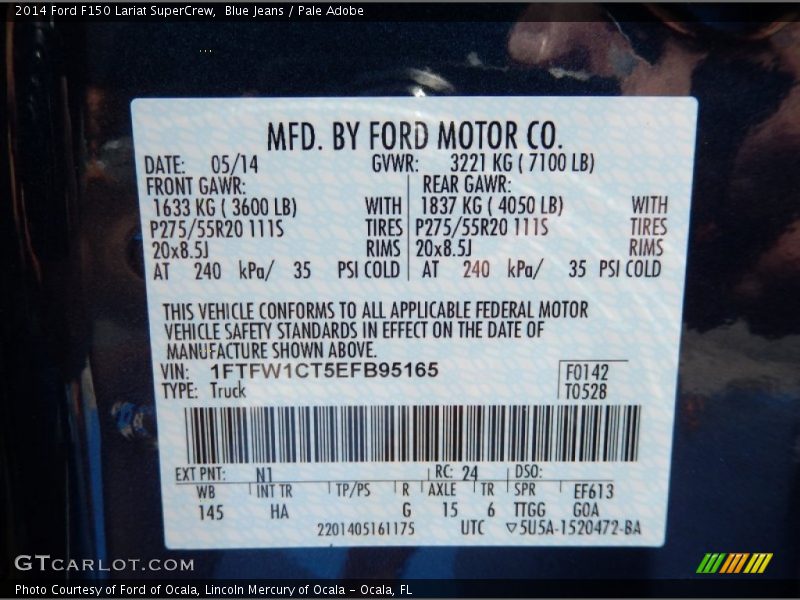 2014 Ford F150 Lariat SuperCrew,  Blue Jeans / Pale Adobe
MFD. BY FORD MOTOR CO.
DATE: 05/14 GVWR: 3221 KG ( 7100 LB)
FRONT GAWR: REAR GAWR:
1633 KG ( 3600 LB) WITH 1837 KG ( 4050 LB) WITH
P275/55R20 111S TIRES P275/55R20 111S TIRES
20x8.5J RIMS 20x8.5J RIMS
AT 240 kPa/ 35 PSI COLD AT 240 kPa/ 35 PSI COLD
THIS VEHICLE CONFORMS TO ALL APPLICABLE FEDERAL MOTOR
VEHICLE SAFETY STANDARDS IN EFFECT ON THE DATE OF
MANUFACTURE SHOWN ABOVE.
VIN: 1FTFW1CT5EFB95165 F0142
TYPE: Truck T0528
EXT PNT: N1 RC: 24 DSO:
WB INT TR TP/PS R AXLE TR SPR EF613
145 HA G 15 6 TTGG GOA
2201405161175 UTC ▽5U5A-1520472-BA
GTCARLOT.COM
Photo Courtesy of Ford of Ocala, Lincoln Mercury of Ocala - Ocala, FL